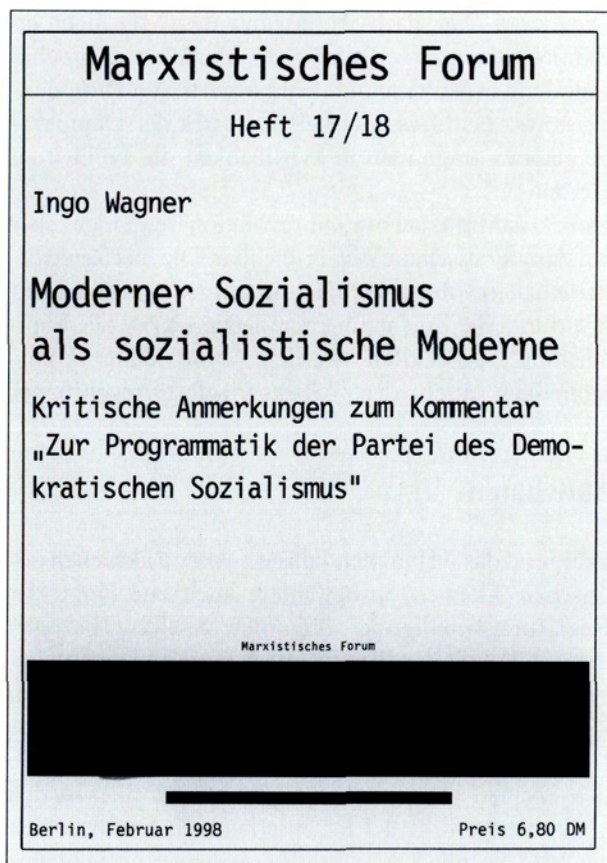 Marxistisches Forum
Heft 17/18
Ingo Wagner
Moderner Sozialismus
als sozialistische Moderne
Kritische Anmerkungen zum Kommentar
„Zur Programmatik der Partei des Demo-
kratischen Sozialismus"
Marxistisches Forum
Berlin, Februar 1998
Preis 6,80 DM